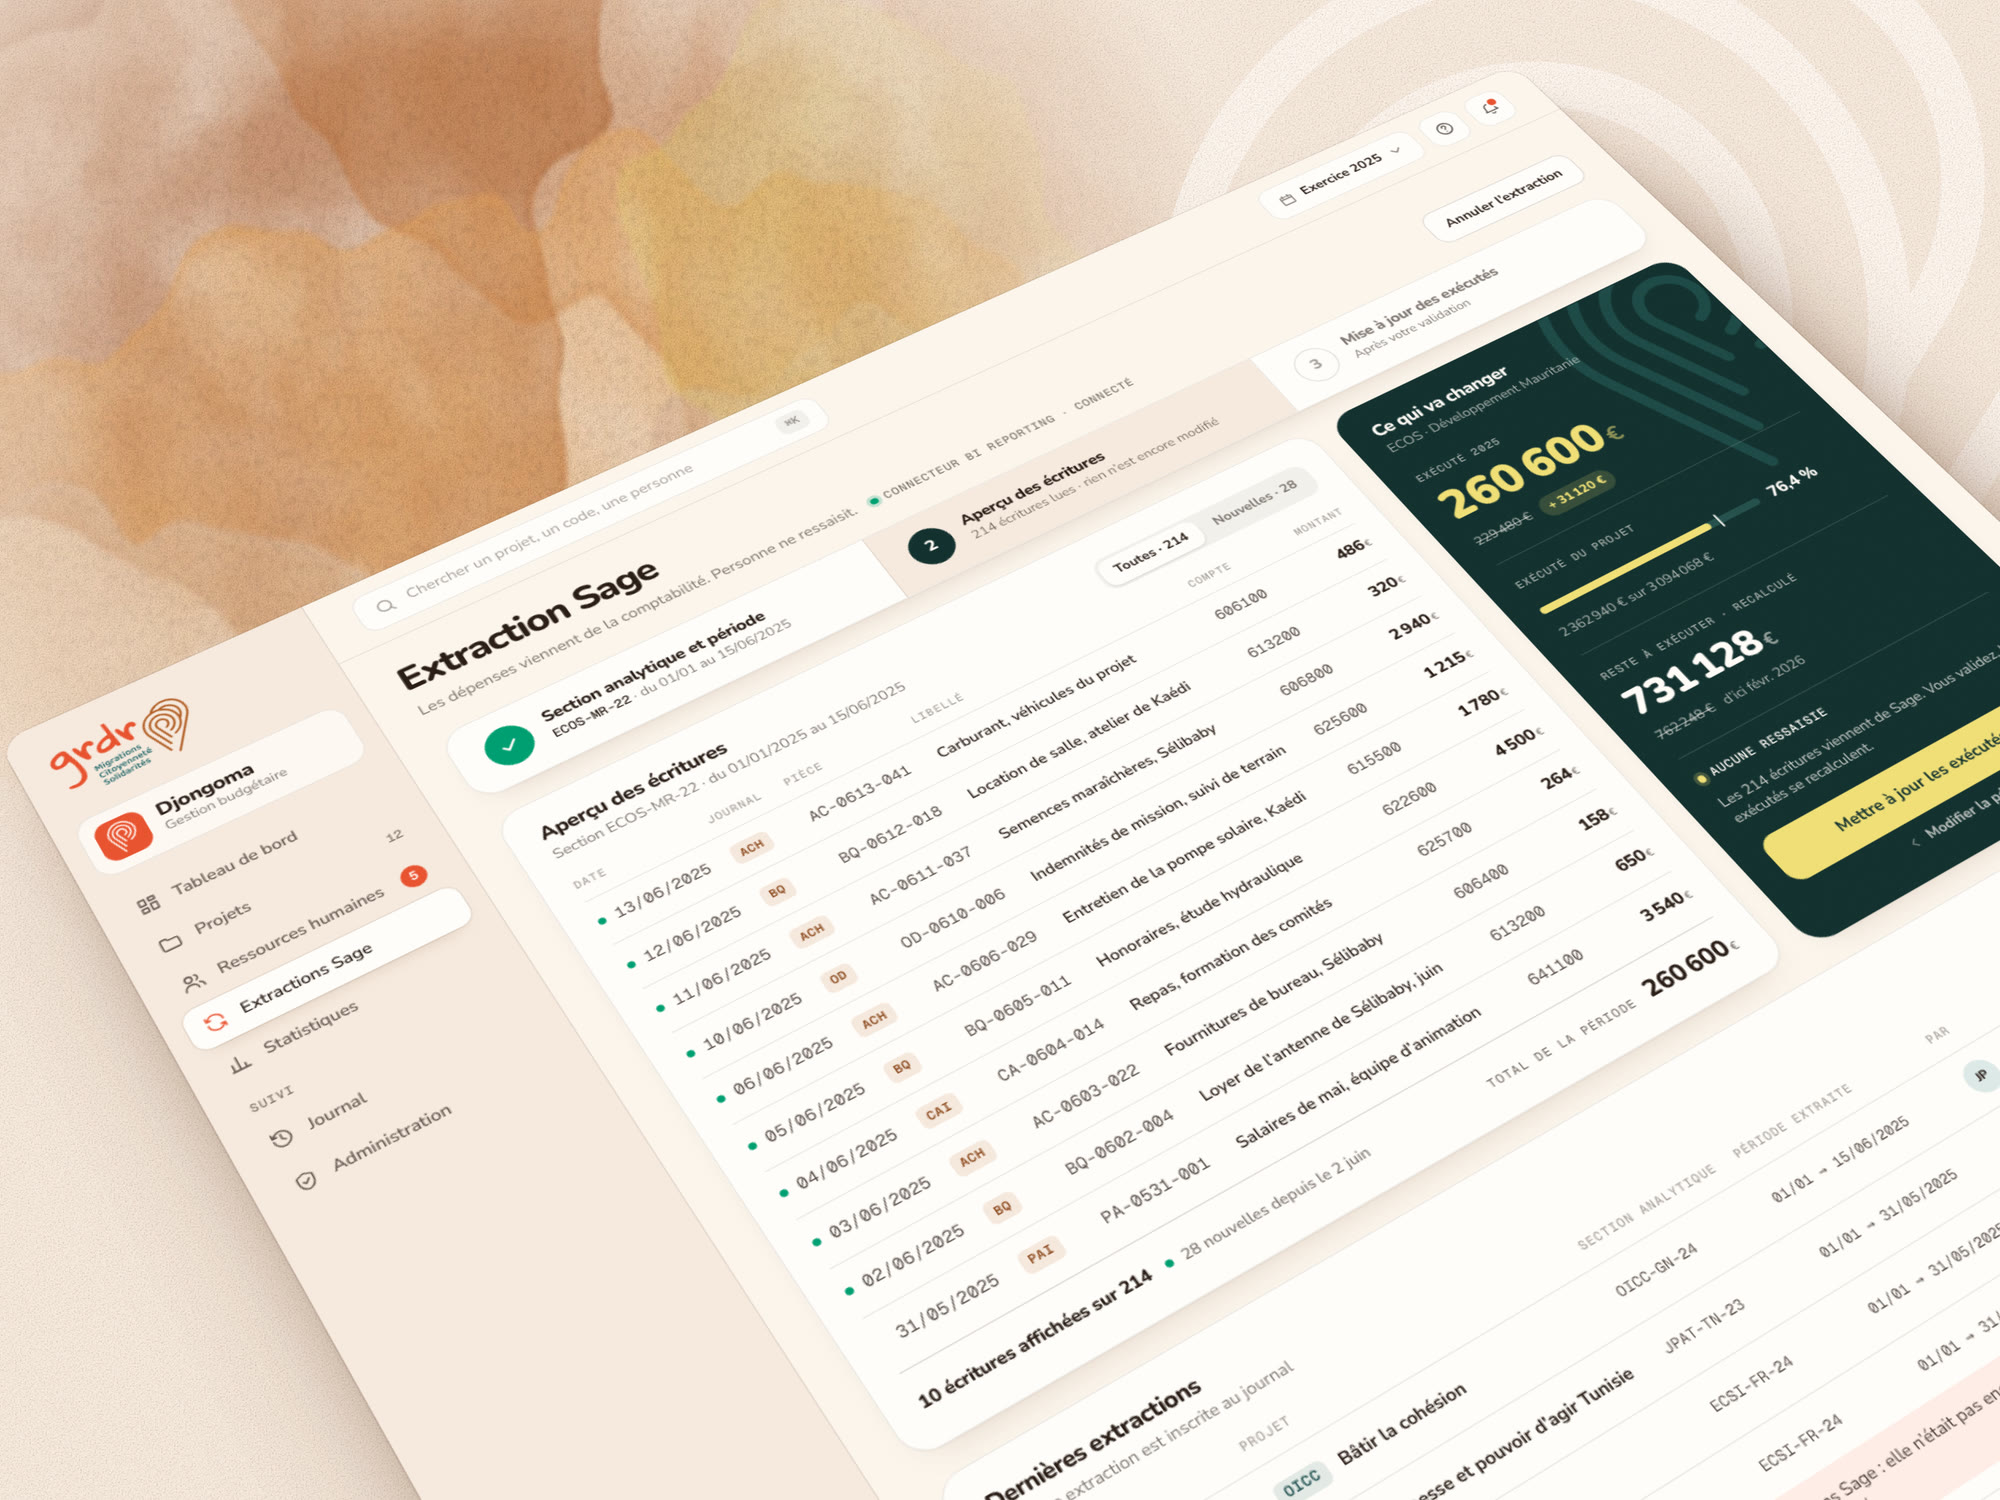 grdr
Migrations
Citoyenneté
Solidarités
Djongoma
Gestion budgétaire
Tableau de bord
Projets 12
Ressources humaines 5
Extractions Sage
Statistiques
SUIVI
Journal
Administration
Chercher un projet, un code, une personne ⌘K
Exercice 2025
Extraction Sage
Les dépenses viennent de la comptabilité. Personne ne ressaisit.
CONNECTEUR BI REPORTING · CONNECTÉ
Annuler l'extraction
Section analytique et période
ECOS-MR-22 · du 01/01 au 15/06/2025
2
Aperçu des écritures
214 écritures lues · rien n'est encore modifié
3
Mise à jour des exécutés
Après votre validation
Aperçu des écritures
Section ECOS-MR-22 · du 01/01/2025 au 15/06/2025
Toutes · 214 Nouvelles · 28
DATE JOURNAL PIÈCE LIBELLÉ COMPTE MONTANT
13/06/2025 ACH AC-0613-041 Carburant, véhicules du projet 606100 486 €
12/06/2025 BQ BQ-0612-018 Location de salle, atelier de Kaédi 613200 320 €
11/06/2025 ACH AC-0611-037 Semences maraîchères, Sélibaby 606800 2 940 €
10/06/2025 OD OD-0610-006 Indemnités de mission, suivi de terrain 625600 1 215 €
06/06/2025 ACH AC-0606-029 Entretien de la pompe solaire, Kaédi 615500 1 780 €
05/06/2025 BQ BQ-0605-011 Honoraires, étude hydraulique 622600 4 500 €
04/06/2025 CAI CA-0604-014 Repas, formation des comités 625700 264 €
03/06/2025 ACH AC-0603-022 Fournitures de bureau, Sélibaby 606400 158 €
02/06/2025 BQ BQ-0602-004 Loyer de l'antenne de Sélibaby, juin 613200 650 €
31/05/2025 PAI PA-0531-001 Salaires de mai, équipe d'animation 641100 3 540 €
10 écritures affichées sur 214 28 nouvelles depuis le 2 juin TOTAL DE LA PÉRIODE 260 600 €
Ce qui va changer
ECOS · Développement Mauritanie
EXÉCUTÉ 2025
260 600 €
229 480 € + 31 120 €
EXÉCUTÉ DU PROJET 76,4 %
2 362 940 € sur 3 094 068 €
RESTE À EXÉCUTER · RECALCULÉ
731 128 €
762 248 € d'ici févr. 2026
AUCUNE RESSAISIE
Les 214 écritures viennent de Sage. Vous validez,
exécutés se recalculent.
Mettre à jour les exécutés
Modifier la
Dernières extractions
extraction est inscrite au journal
PROJET SECTION ANALYTIQUE PÉRIODE EXTRAITE PAR
OICC Bâtir la cohésion OICC-GN-24 01/01 → 15/06/2025 JP
esse et pouvoir d'agir Tunisie JPAT-TN-23 01/01 → 31/05/2025
ECSI-FR-24 01/01 → 31/05/2025
ECSI-FR-24 01/01 → 31/
Sage : elle n'était pas